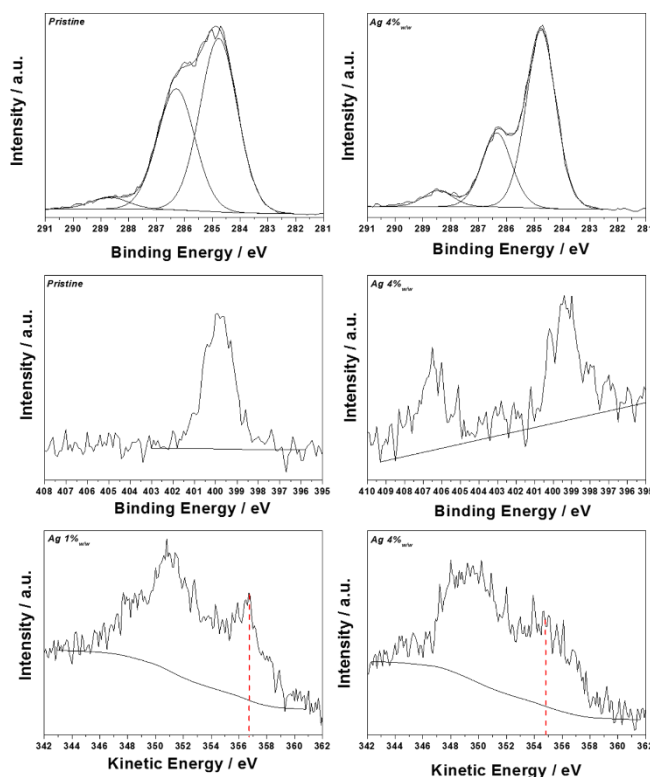 Pristine
Intensity / a.u.
291 290 289 288 287 286 285 284 283 282 281
Binding Energy / eV
Ag 4%w/w
Intensity / a.u.
291 290 289 288 287 286 285 284 283 282 281
Binding Energy / eV
Pristine
Intensity / a.u.
408 407 406 405 404 403 402 401 400 399 398 397 396 395
Binding Energy / eV
Ag 4%w/w
Intensity / a.u.
410 409 408 407 406 405 404 403 402 401 400 399 398 397 396 395
Binding Energy / eV
Ag 1%w/w
Intensity / a.u.
342 344 346 348 350 352 354 356 358 360 362
Kinetic Energy / eV
Ag 4%w/w
Intensity / a.u.
342 344 346 348 350 352 354 356 358 360 362
Kinetic Energy / eV